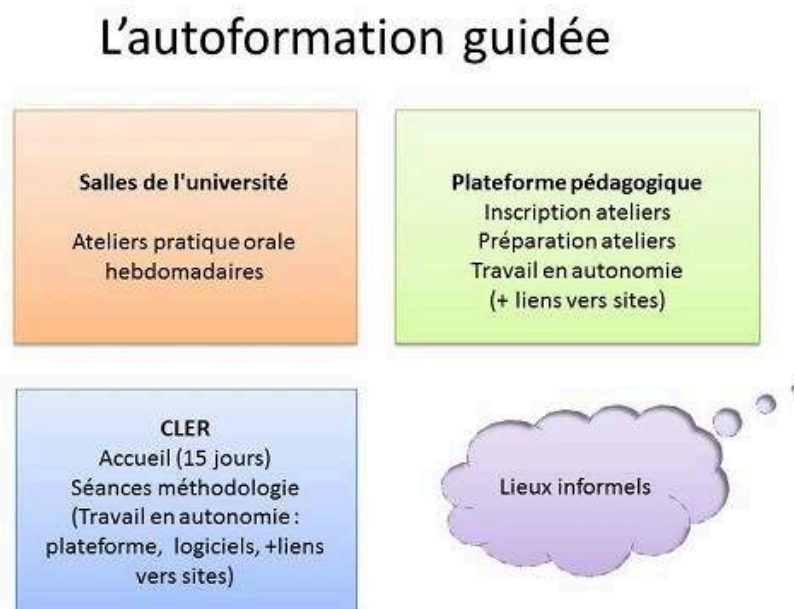 L'autoformation guidée
Salles de l'université
Ateliers pratique orale
hebdomadaires
Plateforme pédagogique
Inscription ateliers
Préparation ateliers
Travail en autonomie
(+ liens vers sites)
CLER
Accueil (15 jours)
Séances méthodologie
(Travail en autonomie :
plateforme, logiciels, +liens
vers sites)
Lieux informels